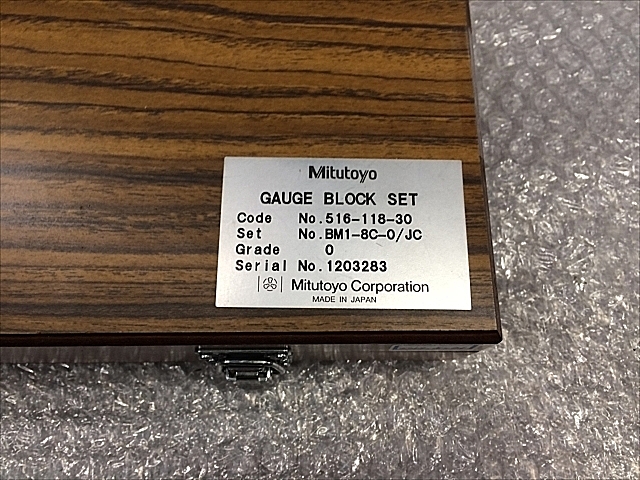 Mitutoyo
GAUGE BLOCK SET
Code No.516-118-30
Set No.BM1-8C-0/JC
Grade 0
Serial No.1203283
Mitutoyo Corporation
MADE IN JAPAN